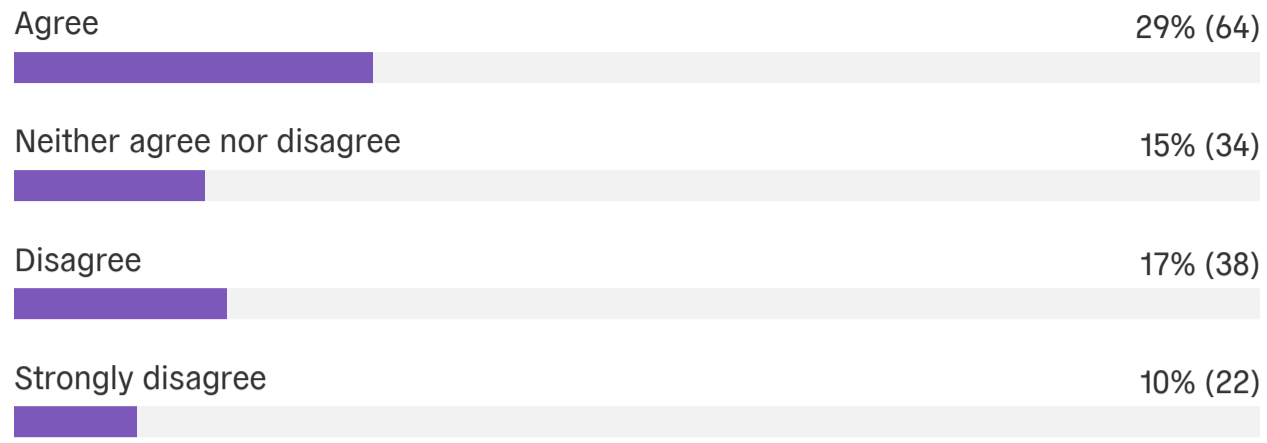 Agree 29% (64)
Neither agree nor disagree 15% (34)
Disagree 17% (38)
Strongly disagree 10% (22)